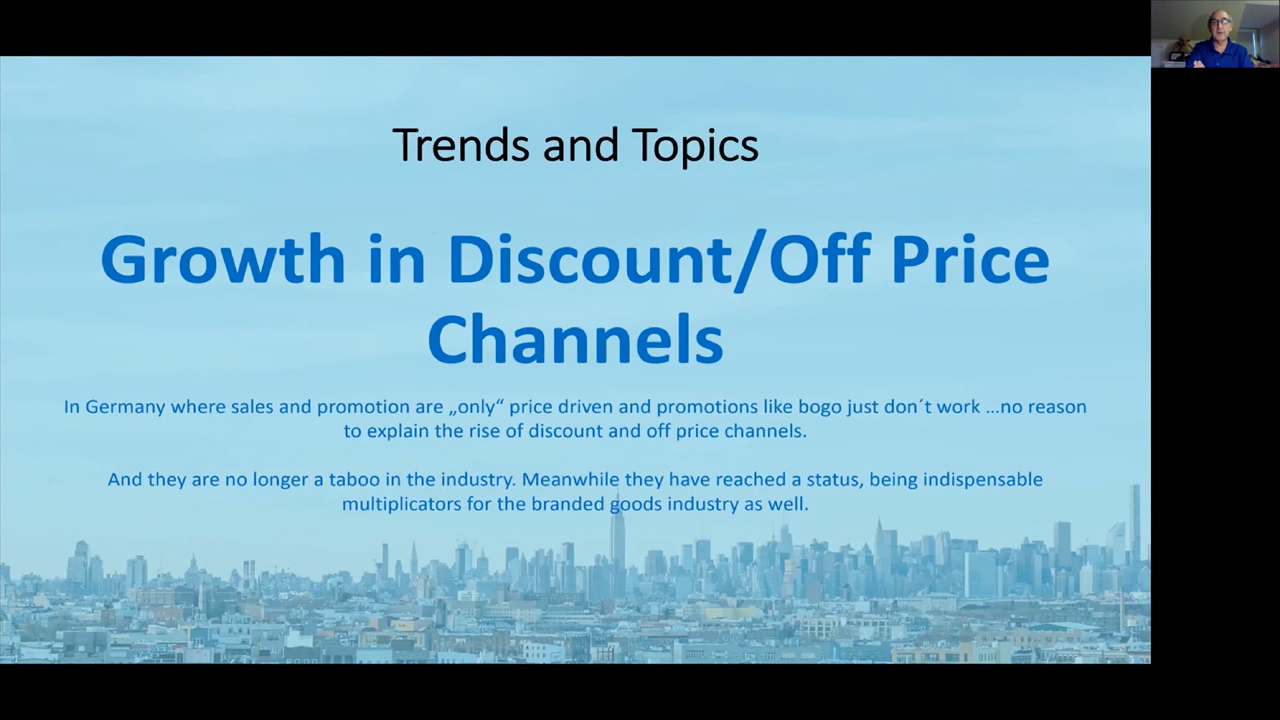 Trends and Topics
Growth in Discount/Off Price
Channels
In Germany where sales and promotion are „only“ price driven and promotions like bogo just don´t work …no reason
to explain the rise of discount and off price channels.
And they are no longer a taboo in the industry. Meanwhile they have reached a status, being indispensable
multiplicators for the branded goods industry as well.